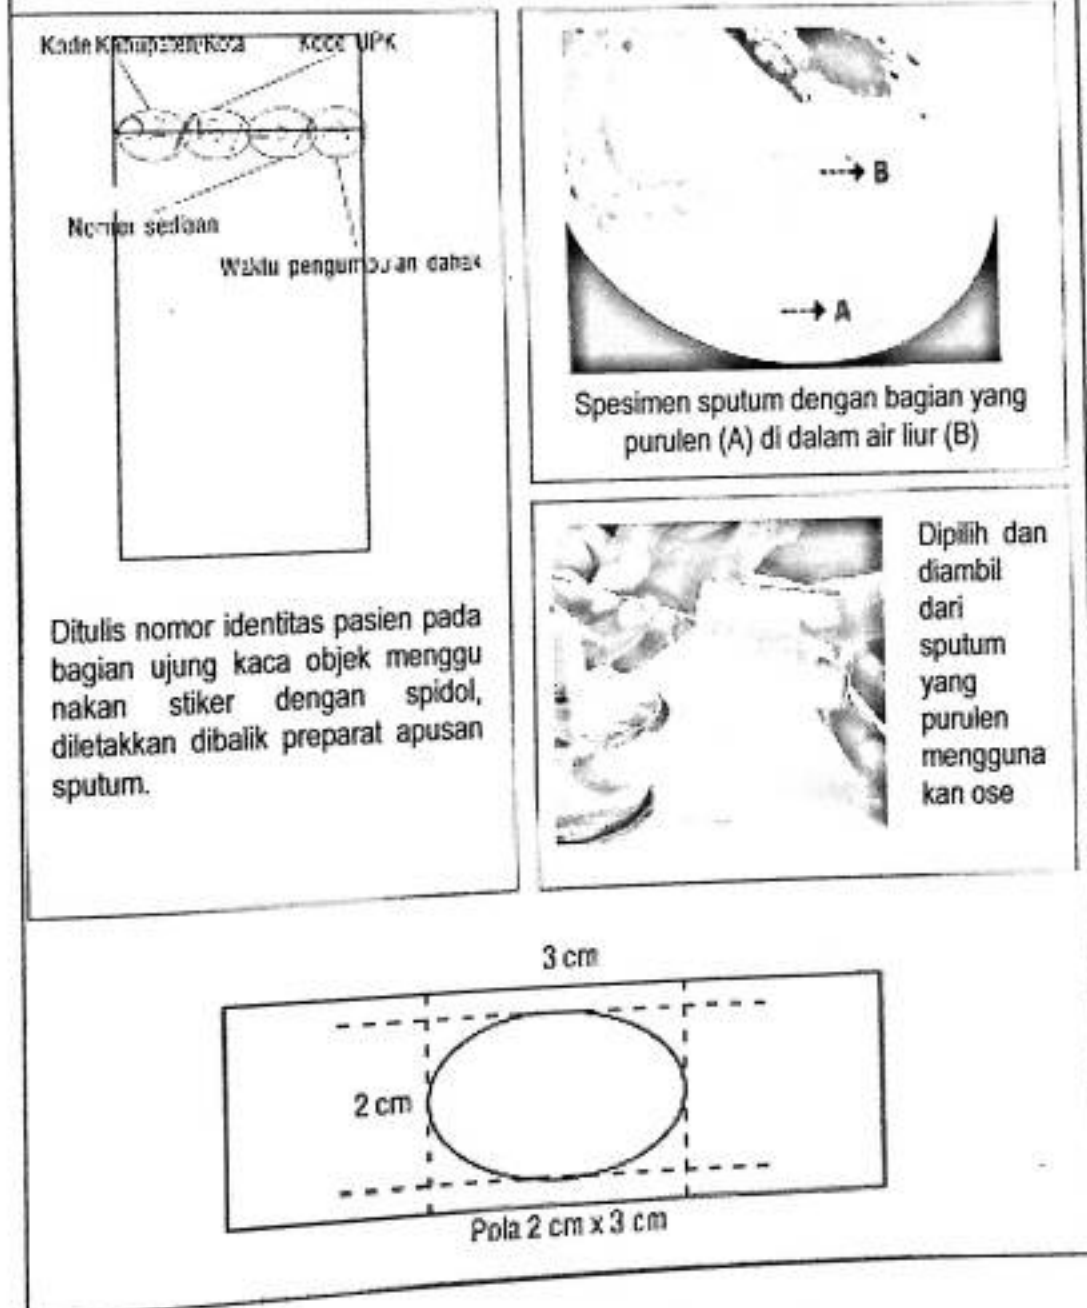 Kode Kabupaten/Kota Kode UPK
Nomor sediaan
Waktu pengumpulan dahak
Ditulis nomor identitas pasien pada
bagian ujung kaca objek menggu
nakan stiker dengan spidol,
diletakkan dibalik preparat apusan
sputum.
B
A
Spesimen sputum dengan bagian yang
purulen (A) di dalam air liur (B)
Dipilih dan
diambil
dari
sputum
yang
purulen
mengguna
kan ose
3 cm
2 cm
Pola 2 cm x 3 cm